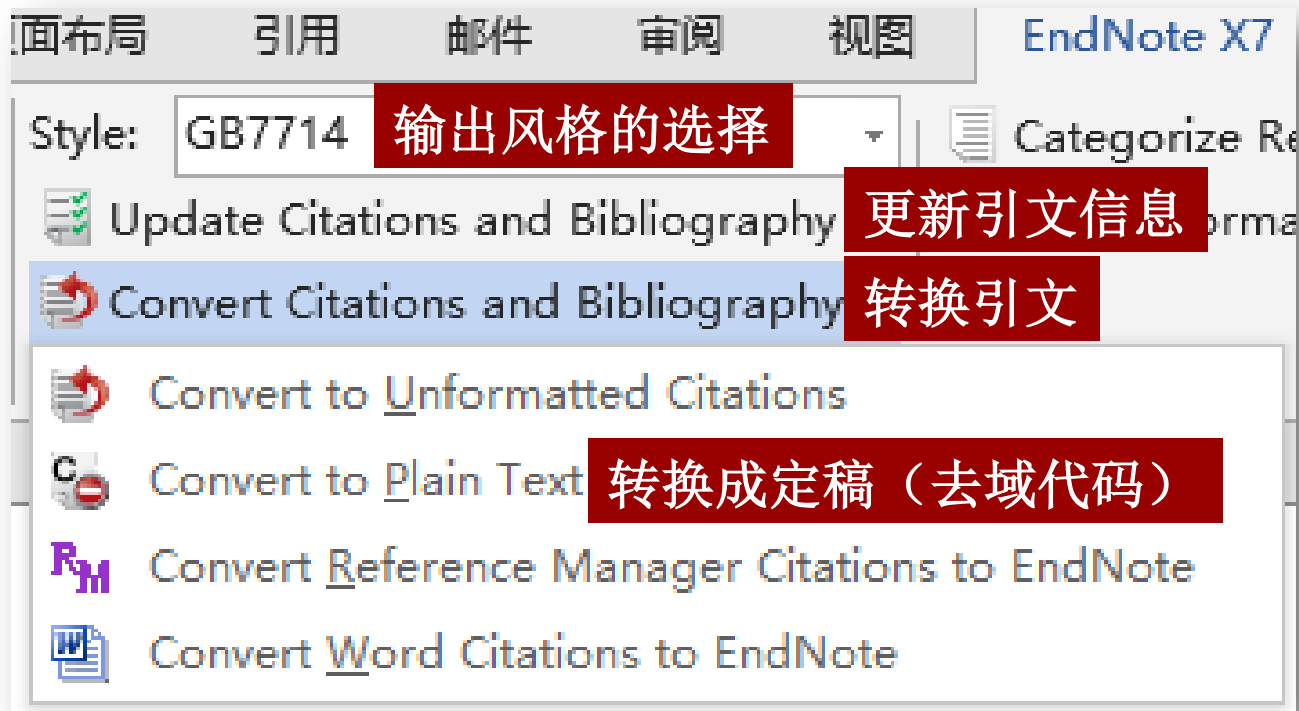 面布局 引用 邮件 审阅 视图 EndNote X7
Style: GB7714 输出风格的选择 Categorize Re
Update Citations and Bibliography 更新引文信息
Convert Citations and Bibliography 转换引文
Convert to Unformatted Citations
Convert to Plain Text 转换成定稿（去域代码）
Convert Reference Manager Citations to EndNote
Convert Word Citations to EndNote